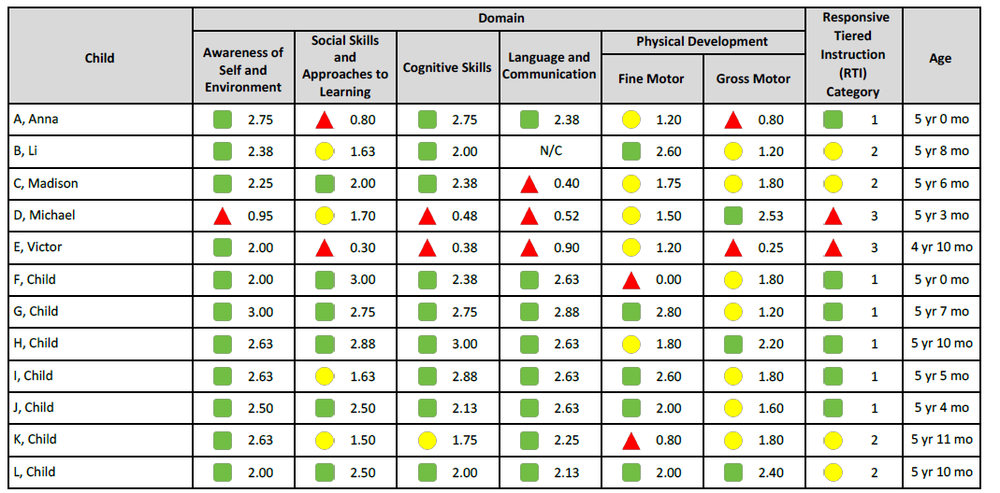 Child Domain Responsive Tiered Instruction (RTI) Category Age
Awareness of Self and Environment Social Skills and Approaches to Learning Cognitive Skills Language and Communication Physical Development
Fine Motor Gross Motor
A, Anna 2.75 0.80 2.75 2.38 1.20 0.80 1 5 yr 0 mo
B, Li 2.38 1.63 2.00 N/C 2.60 1.20 2 5 yr 8 mo
C, Madison 2.25 2.00 2.38 0.40 1.75 1.80 2 5 yr 6 mo
D, Michael 0.95 1.70 0.48 0.52 1.50 2.53 3 5 yr 3 mo
E, Victor 2.00 0.30 0.38 0.90 1.20 0.25 3 4 yr 10 mo
F, Child 2.00 3.00 2.38 2.63 0.00 1.80 1 5 yr 0 mo
G, Child 3.00 2.75 2.75 2.88 2.80 1.20 1 5 yr 7 mo
H, Child 2.63 2.88 3.00 2.63 1.80 2.20 1 5 yr 10 mo
I, Child 2.63 1.63 2.88 2.63 2.60 1.80 1 5 yr 5 mo
J, Child 2.50 2.50 2.13 2.63 2.00 1.60 1 5 yr 4 mo
K, Child 2.63 1.50 1.75 2.25 0.80 1.80 2 5 yr 11 mo
L, Child 2.00 2.50 2.00 2.13 2.00 2.40 2 5 yr 10 mo